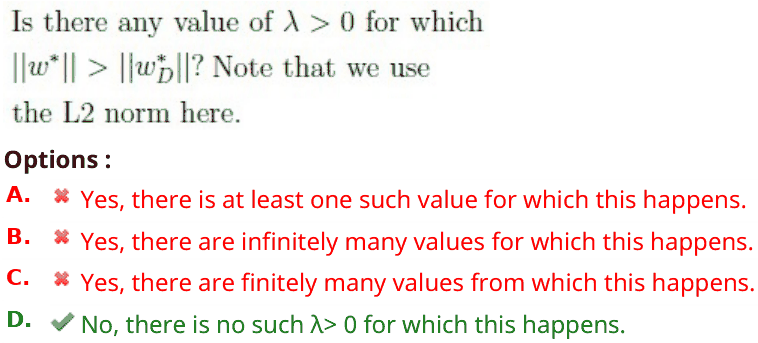 Is there any value of λ > 0 for which
||w*|| > ||w*_D||? Note that we use
the L2 norm here.
Options :
A. ✖ Yes, there is at least one such value for which this happens.
B. ✖ Yes, there are infinitely many values for which this happens.
C. ✖ Yes, there are finitely many values from which this happens.
D. ✔ No, there is no such λ> 0 for which this happens.